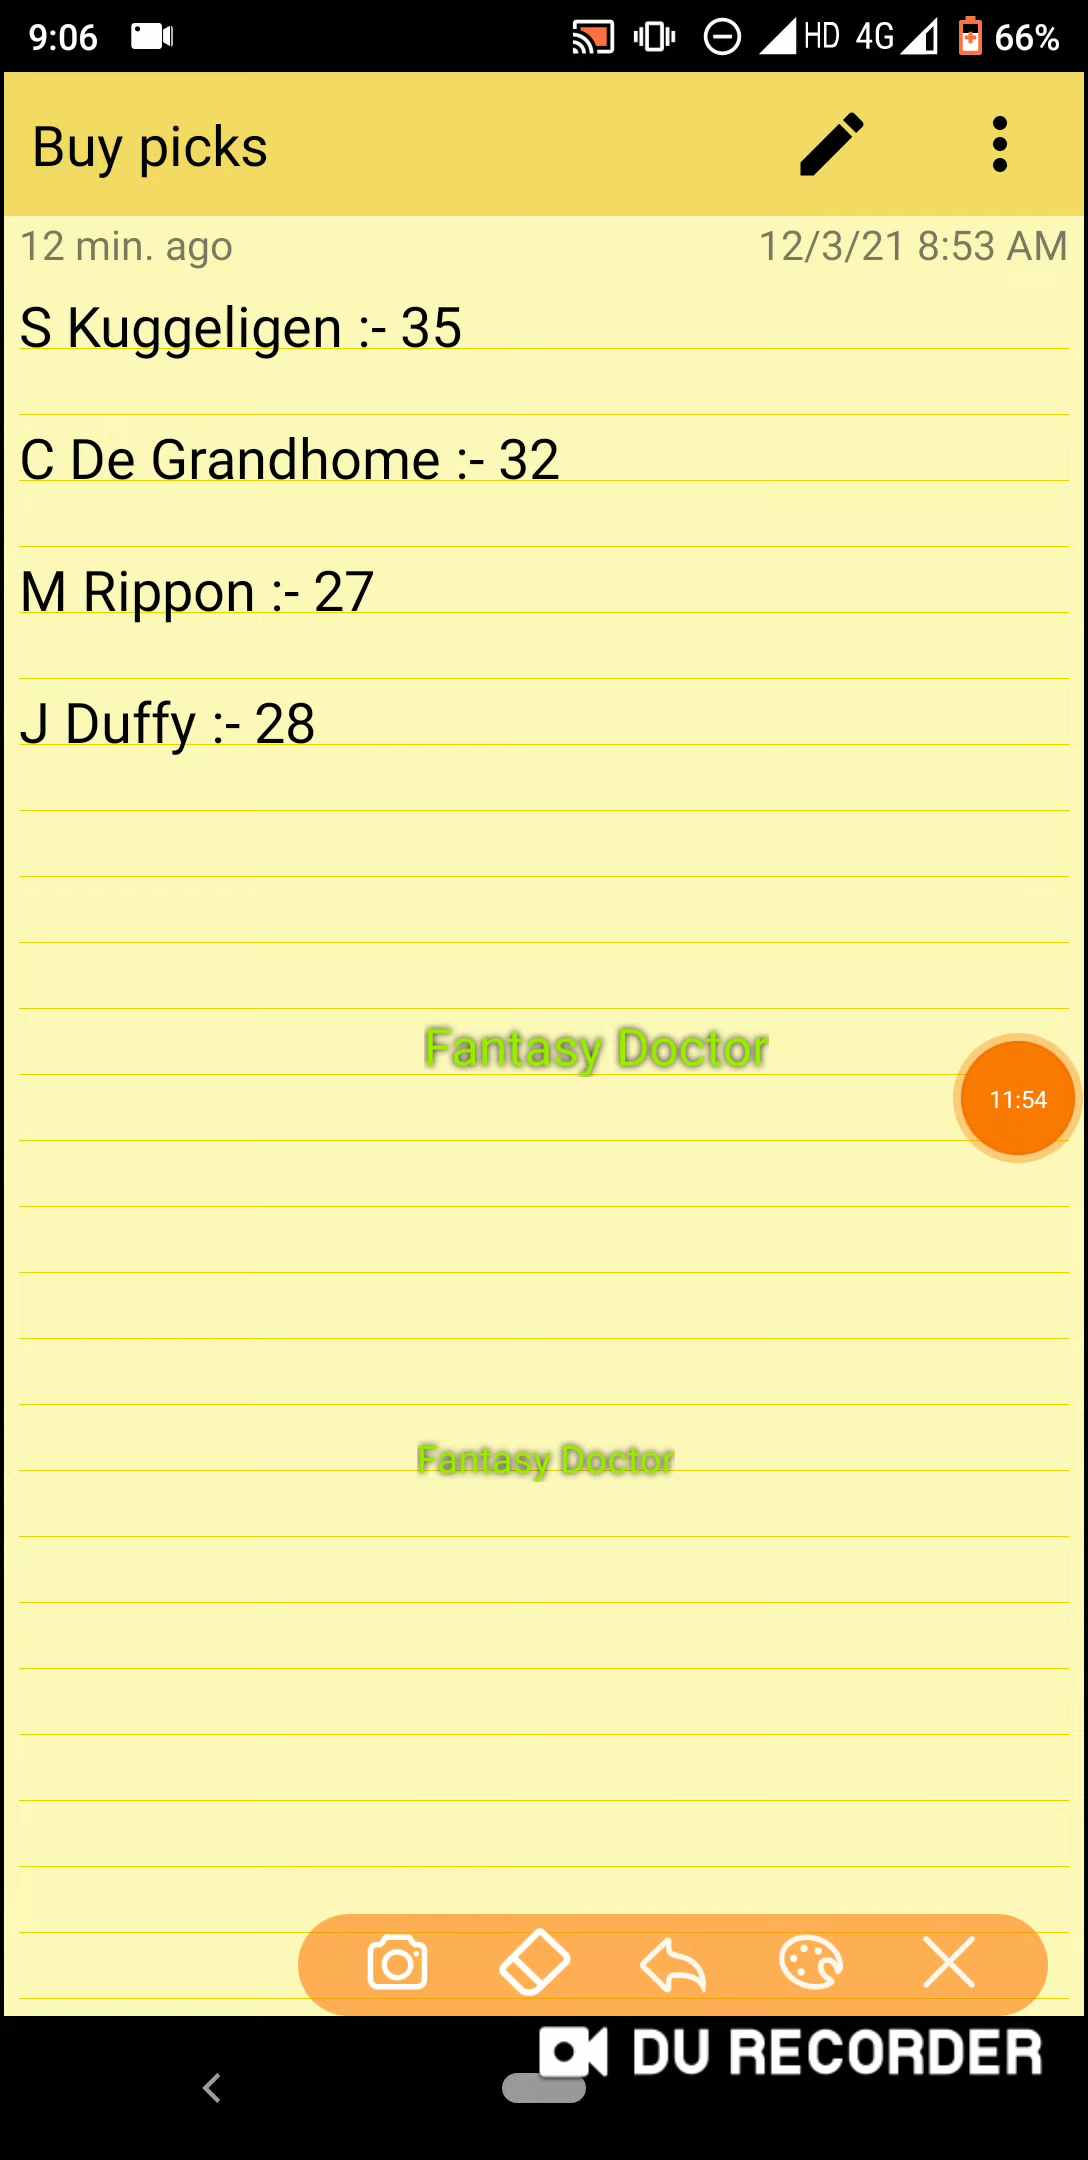 9:06 HD 4G 66%
Buy picks
12 min. ago 12/3/21 8:53 AM
S Kuggeligen :- 35
C De Grandhome :- 32
M Rippon :- 27
J Duffy :- 28
Fantasy Doctor
11:54
Fantasy Doctor
DU RECORDER